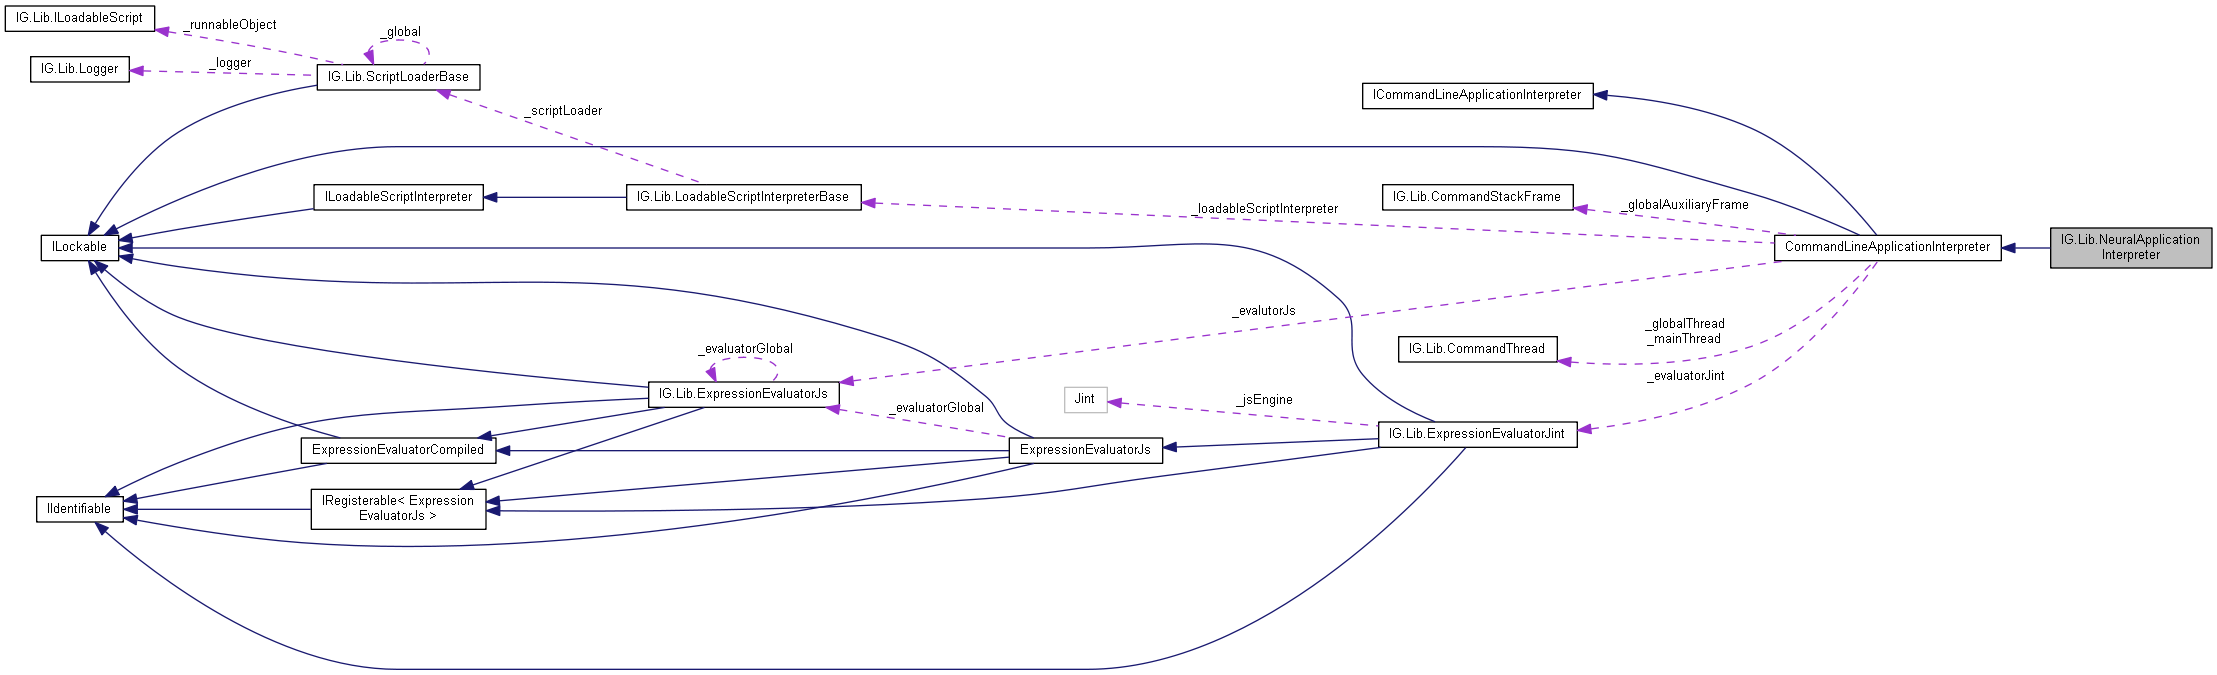 IG.Lib.ILoadableScript
_runnableObject
_global
_logger
IG.Lib.Logger
IG.Lib.ScriptLoaderBase
ICommandLineApplicationInterpreter
_scriptLoader
ILoadableScriptInterpreter
IG.Lib.LoadableScriptInterpreterBase
IG.Lib.CommandStackFrame
_loadableScriptInterpreter
_globalAuxiliaryFrame
ILockable
CommandLineApplicationInterpreter
IG.Lib.NeuralApplication
Interpreter
_evalutorJs
_globalThread
_mainThread
_evaluatorGlobal
IG.Lib.CommandThread
_evaluatorJint
IG.Lib.ExpressionEvaluatorJs
Jint
_jsEngine
_evaluatorGlobal
IG.Lib.ExpressionEvaluatorJint
ExpressionEvaluatorCompiled
ExpressionEvaluatorJs
IIdentifiable
IRegisterable< Expression
EvaluatorJs >